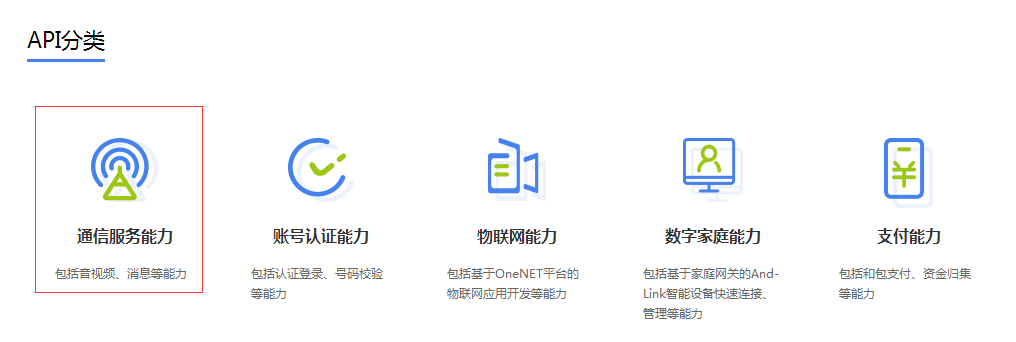 API分类
通信服务能力
包括音视频、消息等能力
账号认证能力
包括认证登录、号码校验
等能力
物联网能力
包括基于OneNET平台的
物联网应用开发等能力
数字家庭能力
包括基于家庭网关的And-
Link智能设备快速连接、
管理等能力
支付能力
包括和包支付、资金归集
等能力